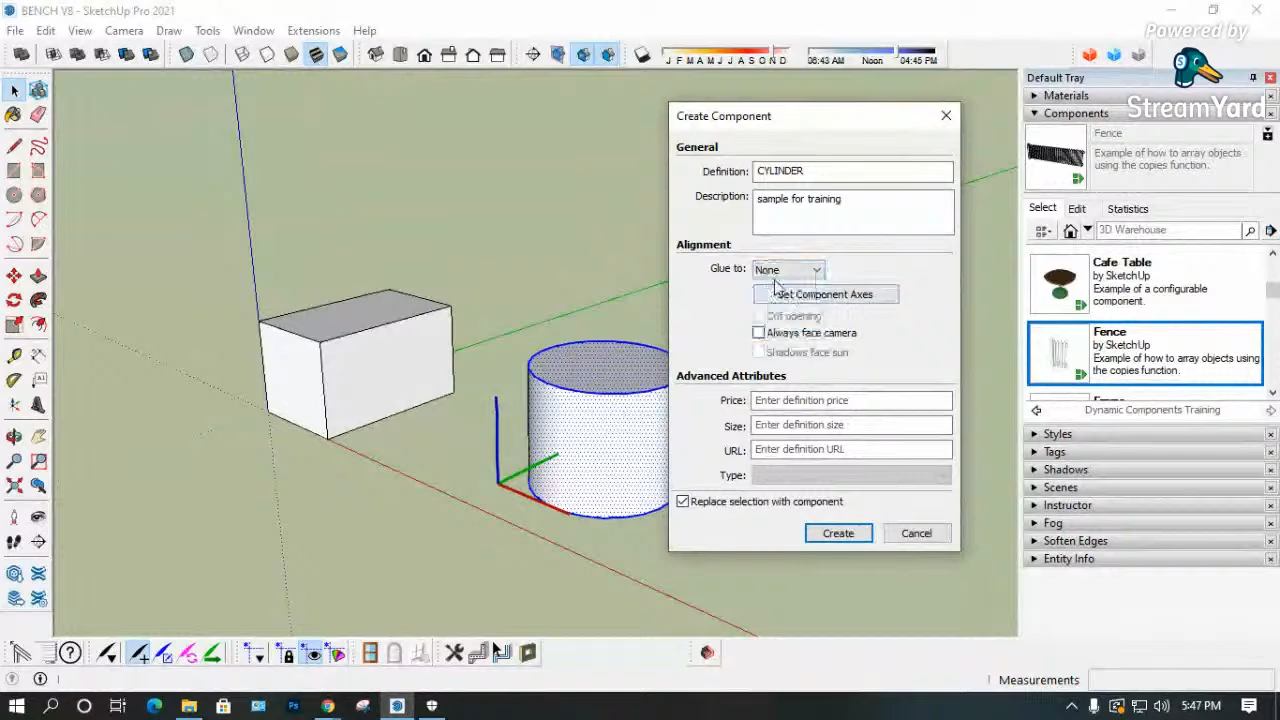 BENCH V8 - SketchUp Pro 2021
File Edit View Camera Draw Tools Window Extensions Help
Powered by
StreamYard
J F M A M J J A S O N D
06:43 AM Noon 04:45 PM
Default Tray
Materials
Components
Fence
Example of how to array objects
using the copies function.
Select Edit Statistics
3D Warehouse
Cafe Table
by SketchUp
Example of a configurable
component.
Fence
by SketchUp
Example of how to array objects using
the copies function.
Dynamic Components Training
Styles
Tags
Shadows
Scenes
Instructor
Fog
Soften Edges
Entity Info
Create Component
General
Definition: CYLINDER
Description: sample for training
Alignment
Glue to: None
Set Component Axes
Cut opening
Always face camera
Shadows face sun
Advanced Attributes
Price: Enter definition price
Size: Enter definition size
URL: Enter definition URL
Type:
Replace selection with component
Create Cancel
Measurements
5:47 PM